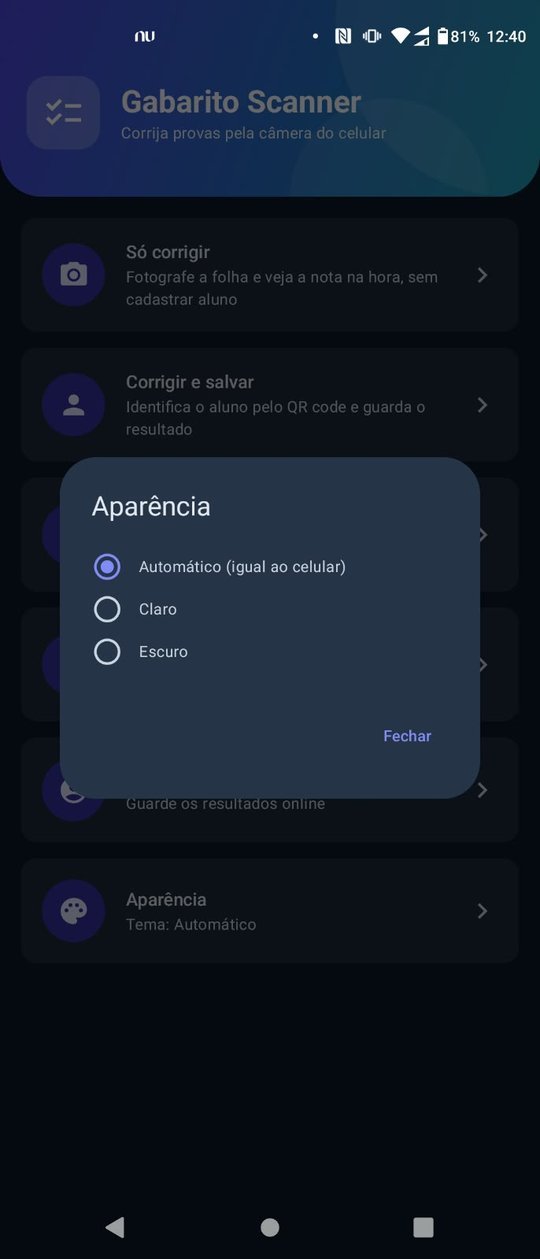 nu
81% 12:40
Gabarito Scanner
Corrija provas pela câmera do celular
Só corrigir
Fotografe a folha e veja a nota na hora, sem
cadastrar aluno
Corrigir e salvar
Identifica o aluno pelo QR code e guarda o
resultado
Aparência
Automático (igual ao celular)
Claro
Escuro
Fechar
Guarde os resultados online
Aparência
Tema: Automático